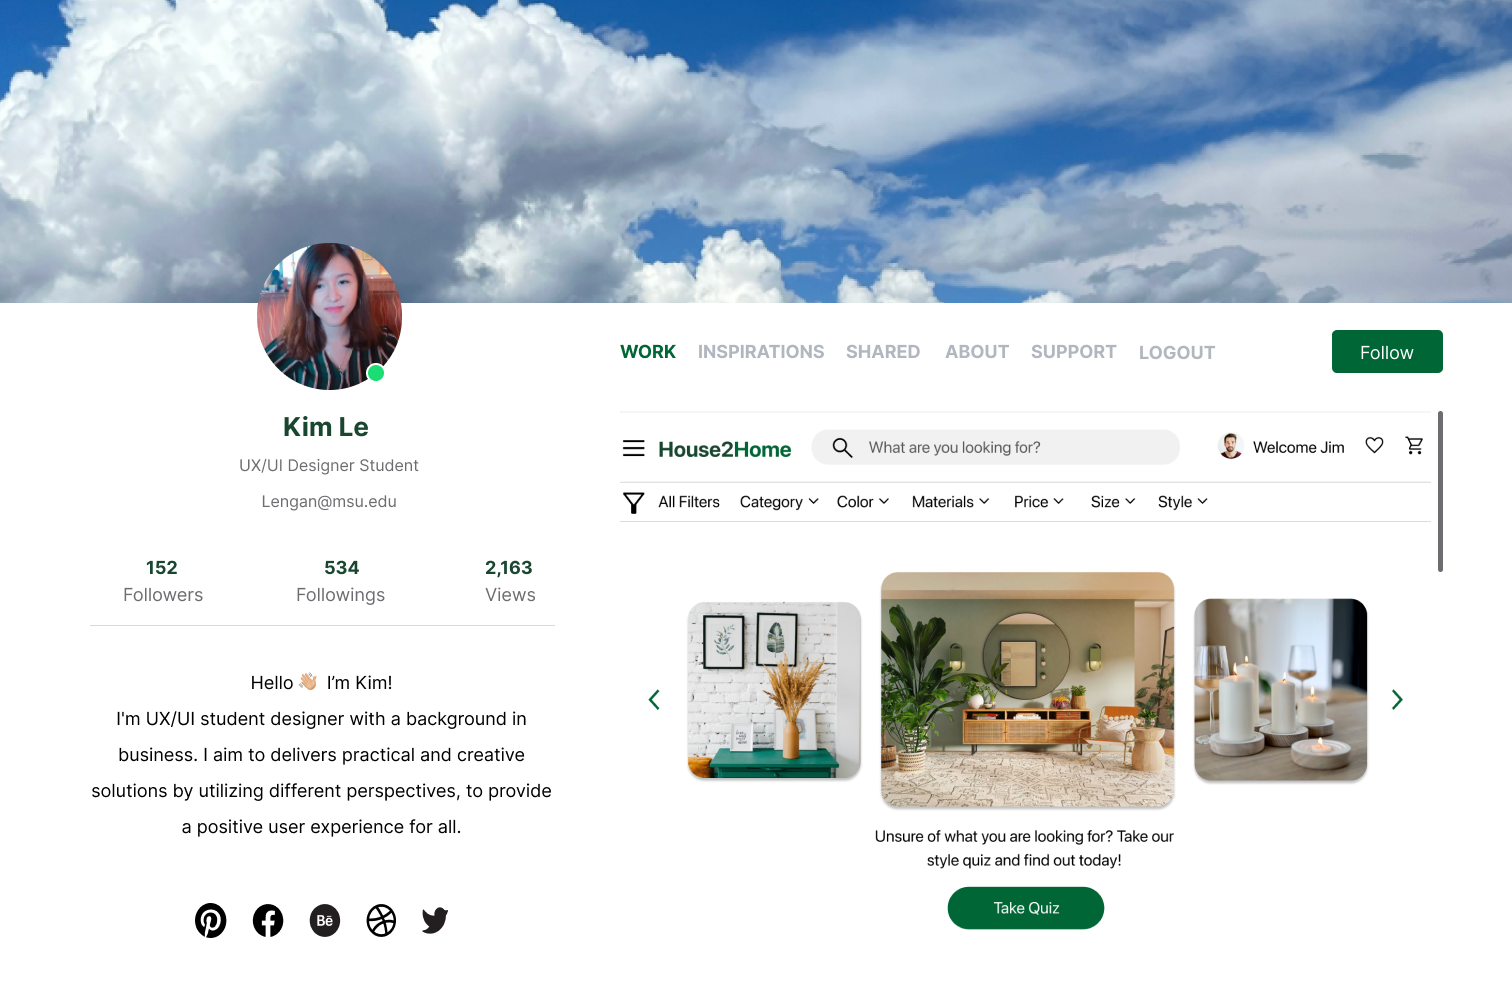 Kim Le
UX/UI Designer Student
Lengan@msu.edu
152 534 2,163
Followers Followings Views
Hello 👋🏼 I’m Kim!
I'm UX/UI student designer with a background in
business. I aim to delivers practical and creative
solutions by utilizing different perspectives, to provide
a positive user experience for all.
Bē
WORK INSPIRATIONS SHARED ABOUT SUPPORT LOGOUT Follow
House2Home What are you looking for? Welcome Jim
All Filters Category Color Materials Price Size Style
Unsure of what you are looking for? Take our
style quiz and find out today!
Take Quiz